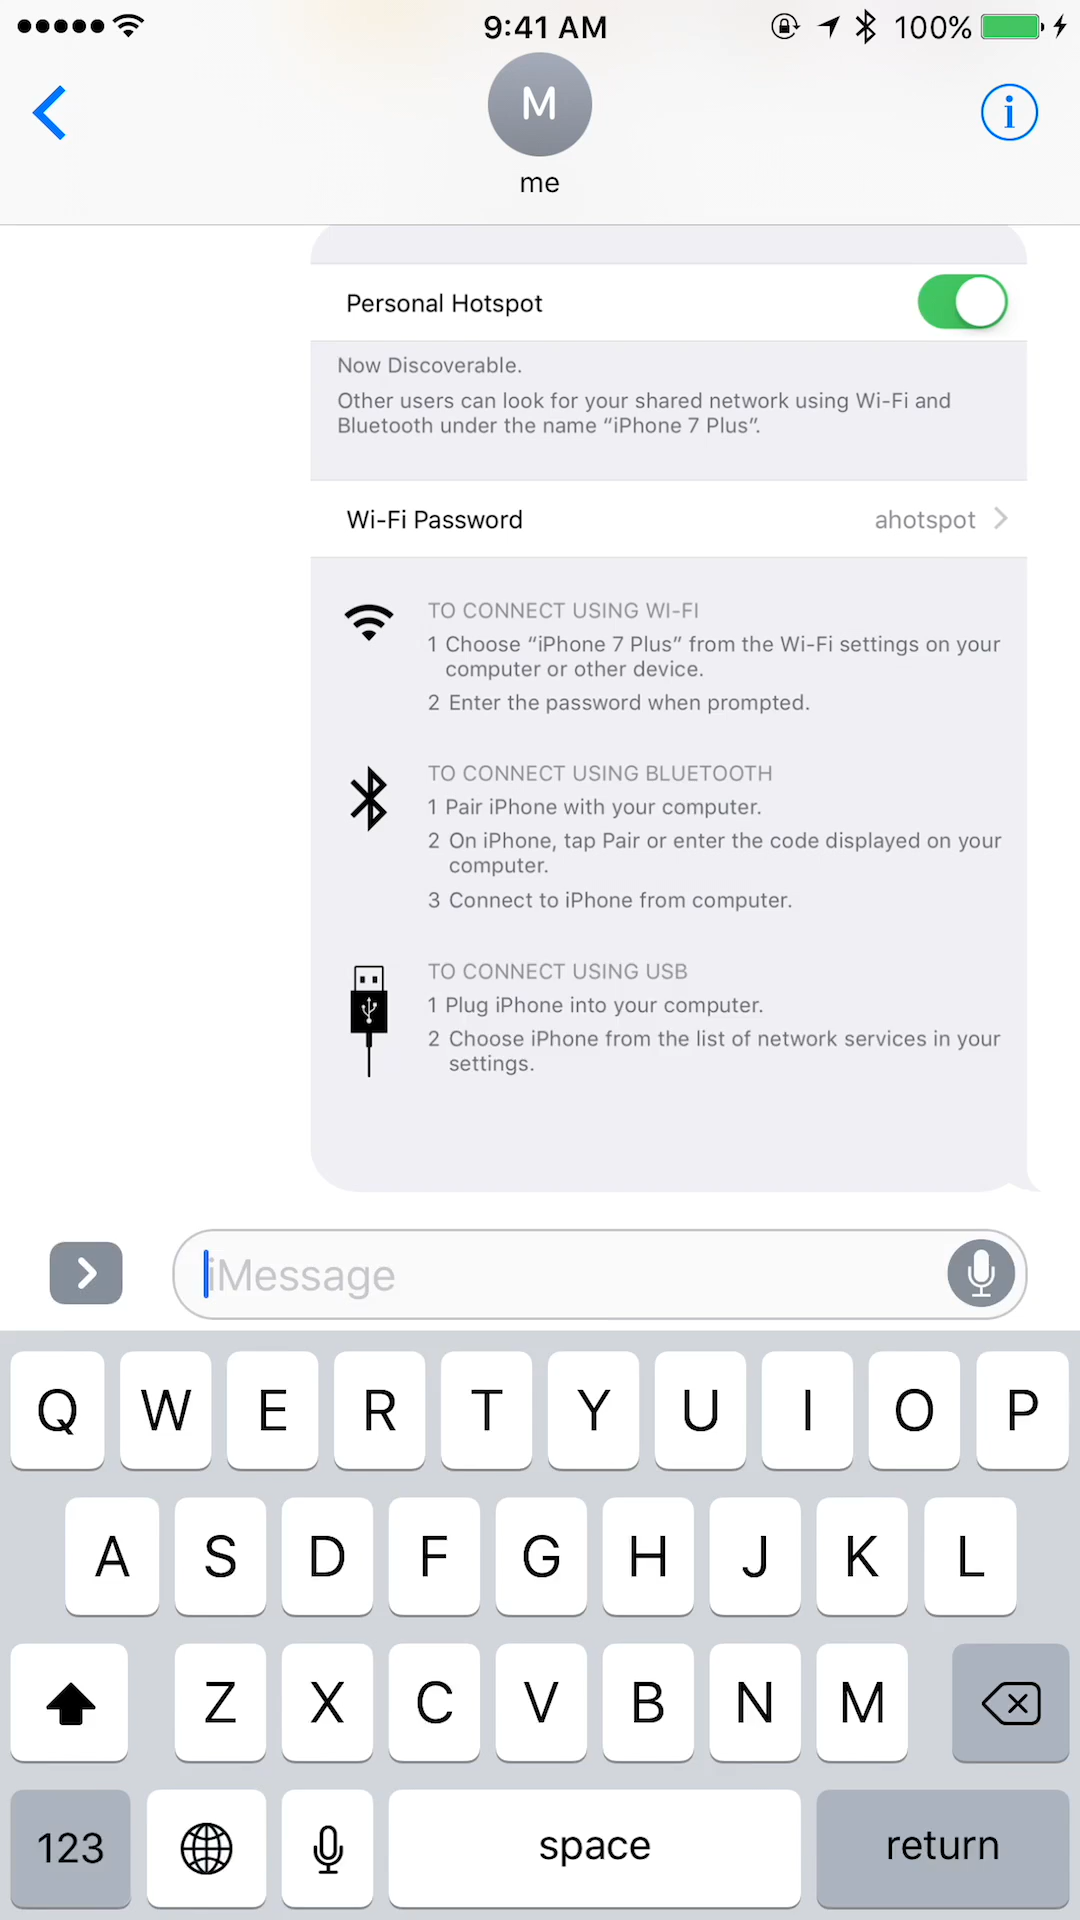 9:41 AM
100%
M
me
Personal Hotspot
Now Discoverable.
Other users can look for your shared network using Wi-Fi and
Bluetooth under the name “iPhone 7 Plus”.
Wi-Fi Password ahotspot
TO CONNECT USING WI-FI
1 Choose “iPhone 7 Plus” from the Wi-Fi settings on your
computer or other device.
2 Enter the password when prompted.
TO CONNECT USING BLUETOOTH
1 Pair iPhone with your computer.
2 On iPhone, tap Pair or enter the code displayed on your
computer.
3 Connect to iPhone from computer.
TO CONNECT USING USB
1 Plug iPhone into your computer.
2 Choose iPhone from the list of network services in your
settings.
iMessage
Q W E R T Y U I O P
A S D F G H J K L
Z X C V B N M
123 space return